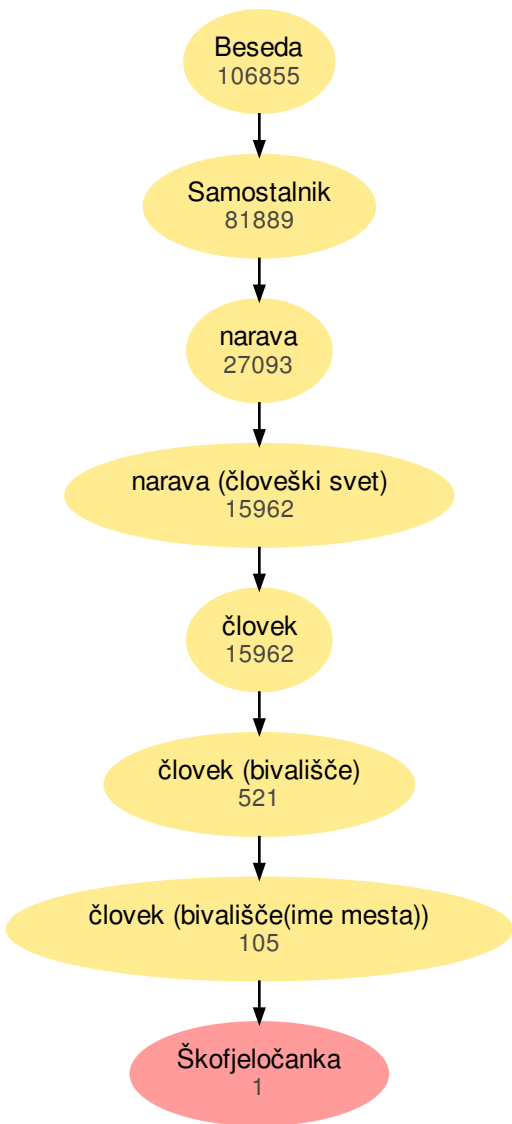 Beseda
106855
Samostalnik
81889
narava
27093
narava (človeški svet)
15962
človek
15962
človek (bivališče)
521
človek (bivališče(ime mesta))
105
Škofjeločanka
1